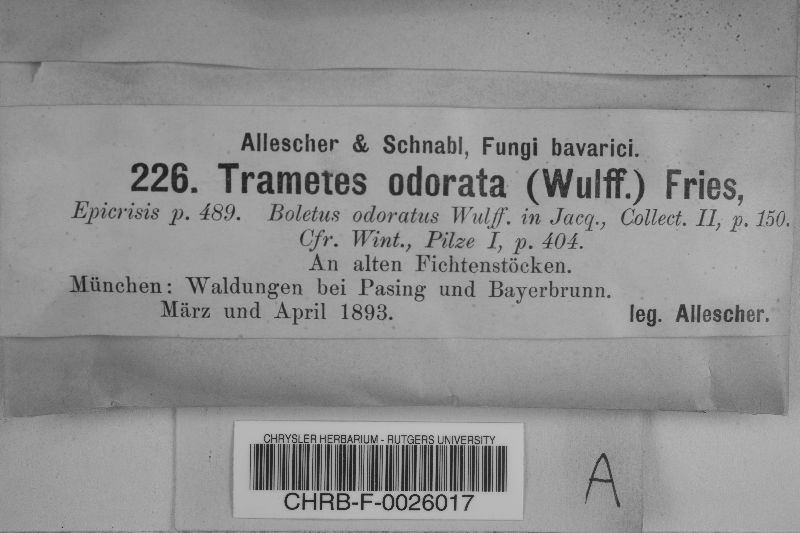 Allescher & Schnabl, Fungi bavarici.
226. Trametes odorata (Wulff.) Fries,
Epicrisis p. 489. Boletus odoratus Wulff. in Jacq., Collect. II, p. 150.
Cfr. Wint., Pilze I, p. 404.
An alten Fichtenstöcken.
München: Waldungen bei Pasing und Bayerbrunn.
März und April 1893. leg. Allescher.
CHRYSLER HERBARIUM - RUTGERS UNIVERSITY
CHRB-F-0026017
A